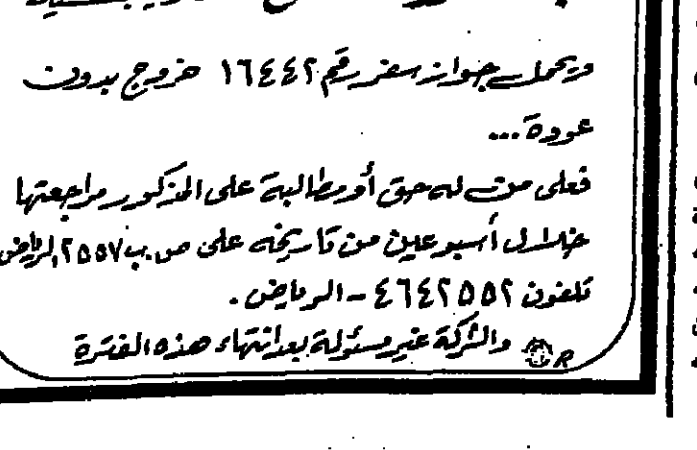 ويحمل جواز سفر رقم ١٦٤٤٢ خروج بدون
عودة...
فعلى من له حق أو مطالبة على المذكور مراجعتها
خلال أسبوعين من تاريخه على ص.ب ٢٥٥٧ الرياض
تلفون ٤٦٤٢٥٥٢ - الرياض.
والشركة غير مسئولة بعد انتهاء هذه الفترة
R